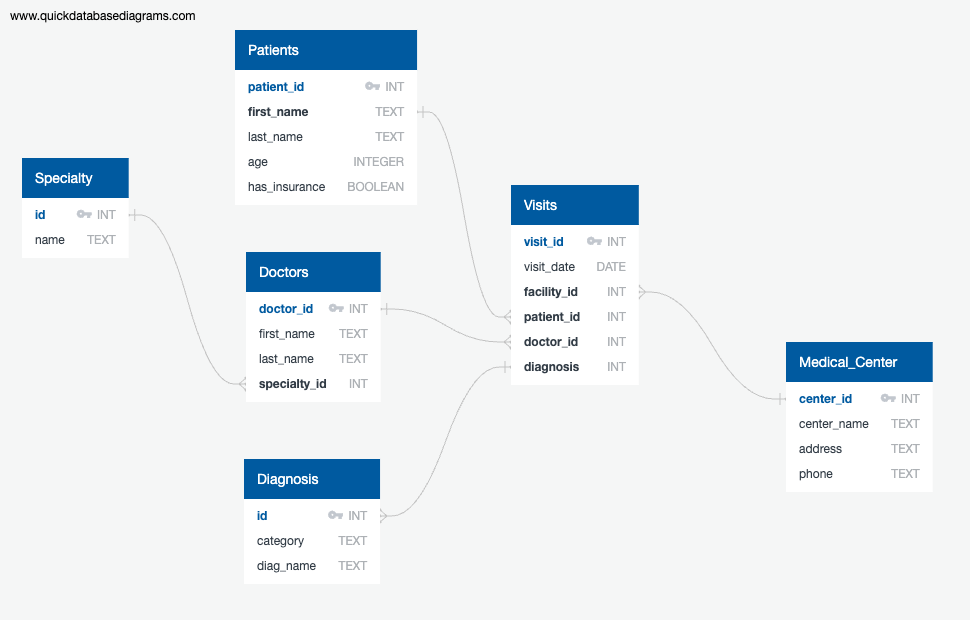 www.quickdatabasediagrams.com
Patients
patient_id INT
first_name TEXT
last_name TEXT
age INTEGER
has_insurance BOOLEAN
Specialty
id INT
name TEXT
Doctors
doctor_id INT
first_name TEXT
last_name TEXT
specialty_id INT
Diagnosis
id INT
category TEXT
diag_name TEXT
Visits
visit_id INT
visit_date DATE
facility_id INT
patient_id INT
doctor_id INT
diagnosis INT
Medical_Center
center_id INT
center_name TEXT
address TEXT
phone TEXT